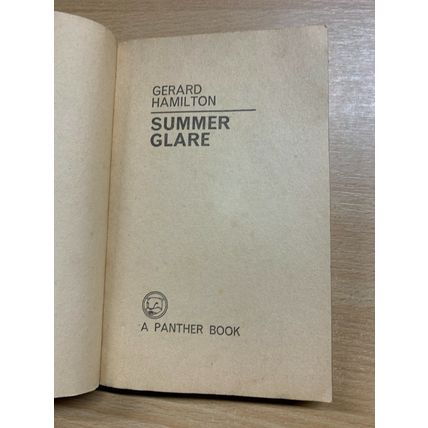 GERARD
HAMILTON
SUMMER
GLARE
A PANTHER BOOK